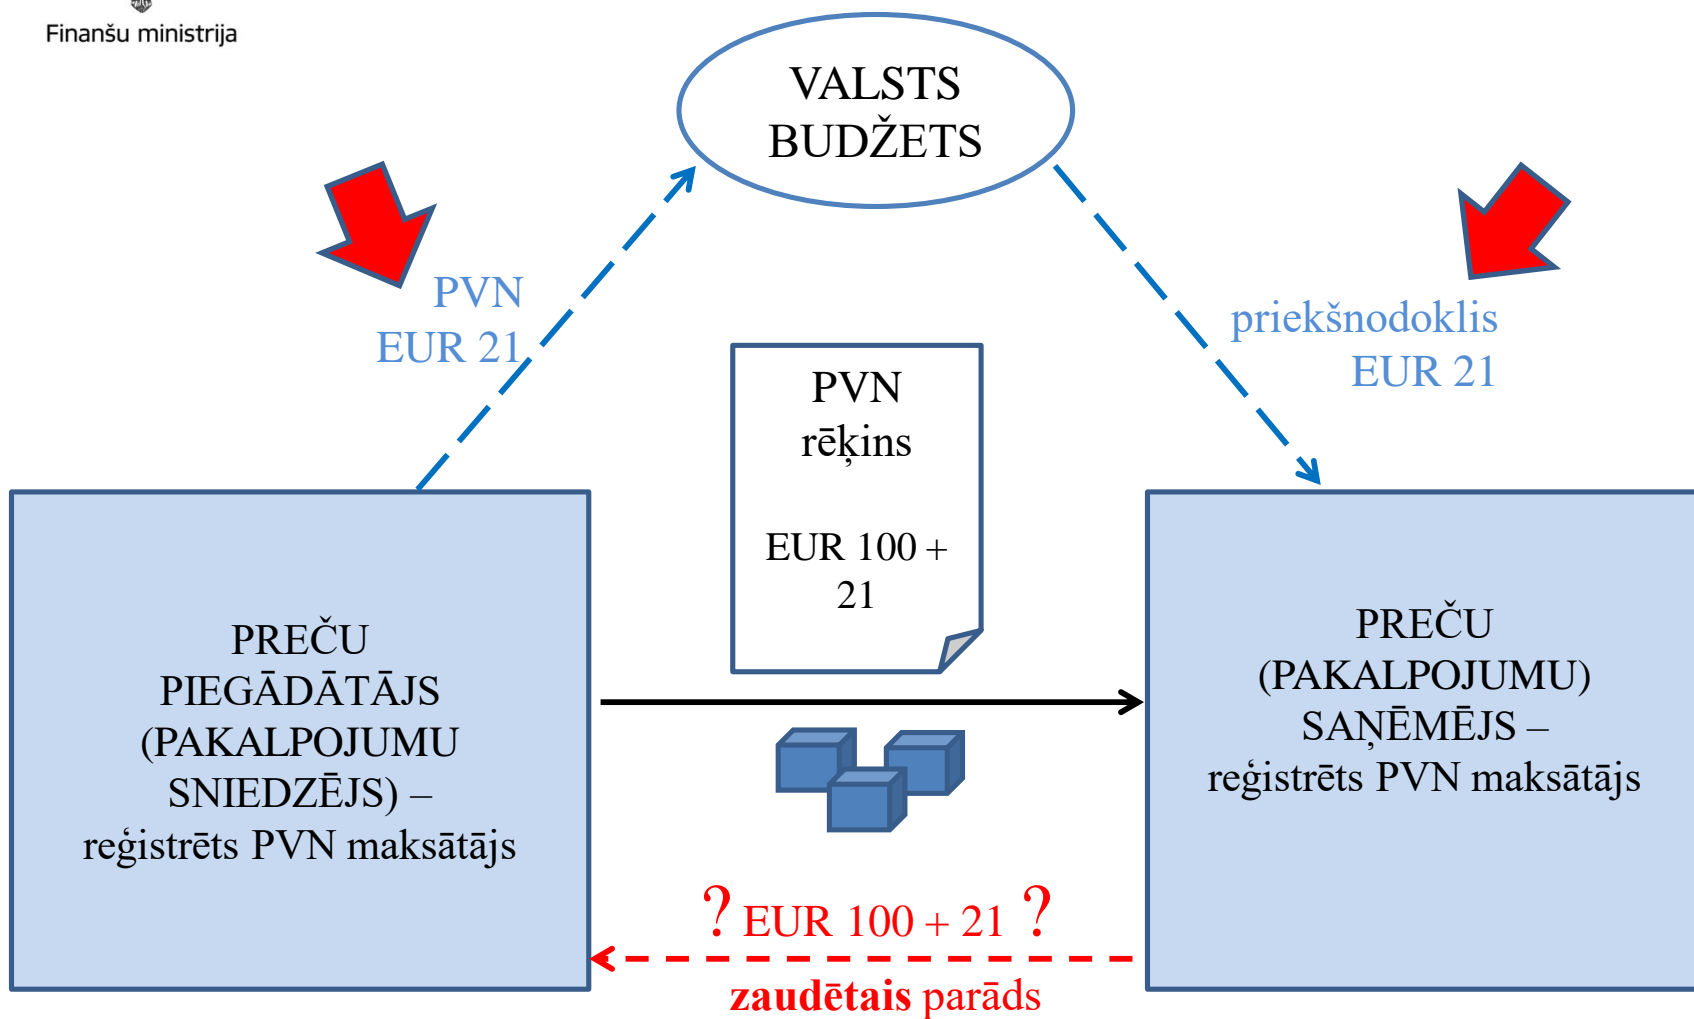 Finanšu ministrija
VALSTS
BUDŽETS
PVN
EUR 21
priekšnodoklis
EUR 21
PVN
rēķins
EUR 100 +
21
PREČU
PIEGĀDĀTĀJS
(PAKALPOJUMU
SNIEDZĒJS) –
reģistrēts PVN maksātājs
PREČU
(PAKALPOJUMU)
SAŅĒMĒJS –
reģistrēts PVN maksātājs
? EUR 100 + 21 ?
zaudētais parāds